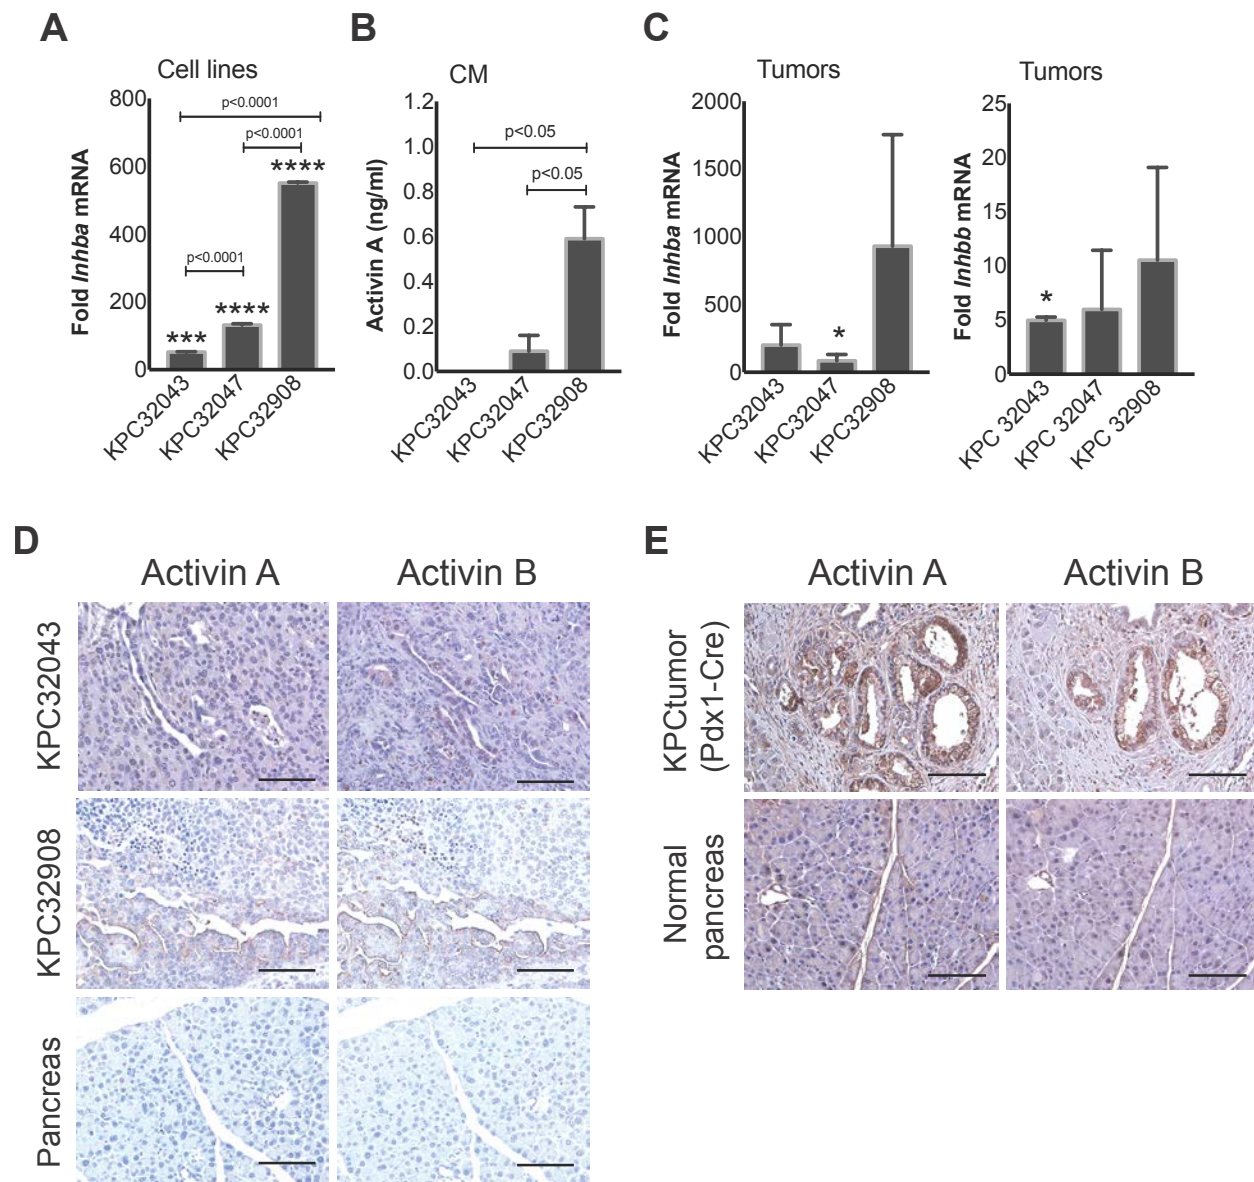 A
Cell lines
Fold Inhba mRNA
800
600
400
200
0
p<0.0001
p<0.0001
****
p<0.0001
****
***
KPC32043
KPC32047
KPC32908
B
CM
Activin A (ng/ml)
1.2
1.0
0.8
0.6
0.4
0.2
0.0
p<0.05
p<0.05
KPC32043
KPC32047
KPC32908
C
Tumors
Fold Inhba mRNA
2000
1500
1000
500
0
*
KPC32043
KPC32047
KPC32908
Tumors
Fold Inhbb mRNA
25
20
15
10
5
0
*
KPC 32043
KPC 32047
KPC 32908
D
Activin A
Activin B
KPC32043
KPC32908
Pancreas
E
Activin A
Activin B
KPCtumor
(Pdx1-Cre)
Normal
pancreas